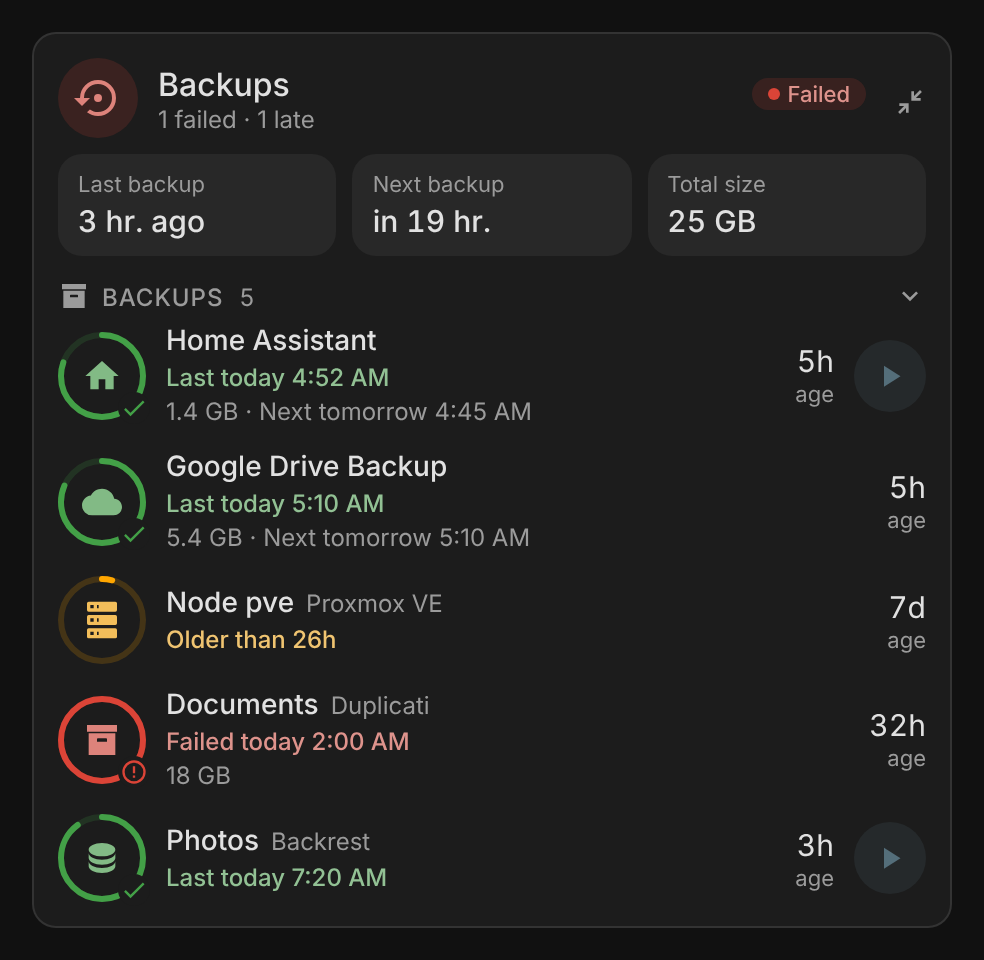 Backups
1 failed · 1 late
Failed
Last backup
3 hr. ago
Next backup
in 19 hr.
Total size
25 GB
BACKUPS 5
Home Assistant
Last today 4:52 AM
1.4 GB · Next tomorrow 4:45 AM
5h
age
Google Drive Backup
Last today 5:10 AM
5.4 GB · Next tomorrow 5:10 AM
5h
age
Node pve Proxmox VE
Older than 26h
7d
age
Documents Duplicati
Failed today 2:00 AM
18 GB
32h
age
Photos Backrest
Last today 7:20 AM
3h
age